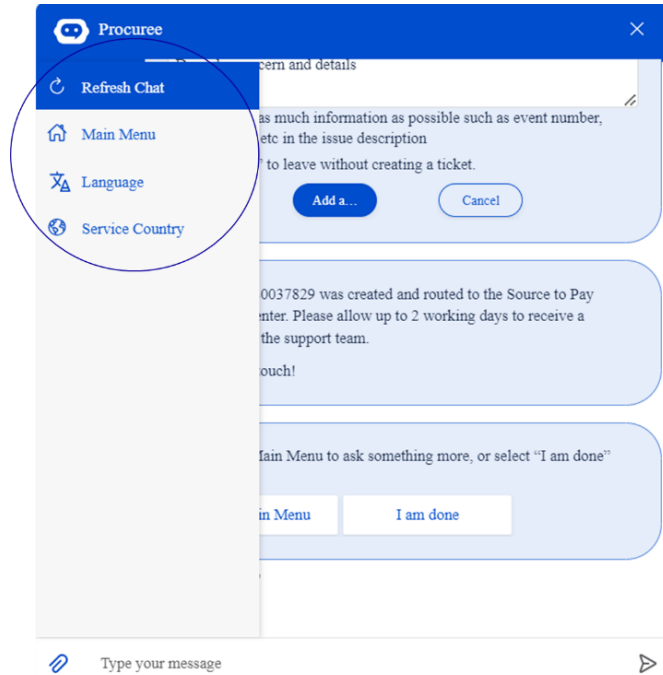 Procuree
cern and details
Refresh Chat
as much information as possible such as event number,
Main Menu
etc in the issue description
to leave without creating a ticket.
Language
Add a...
Cancel
Service Country
0037829 was created and routed to the Source to Pay
enter. Please allow up to 2 working days to receive a
the support team.
ouch!
Main Menu to ask something more, or select “I am done”
in Menu
I am done
Type your message